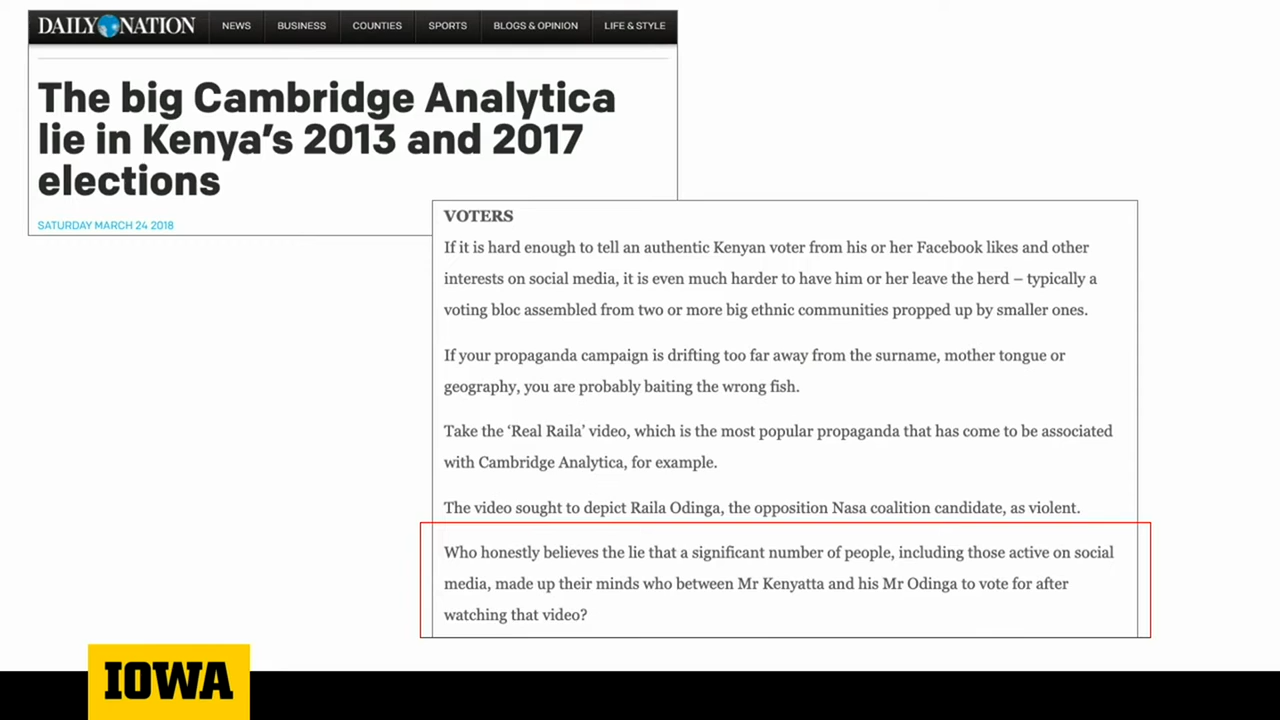 DAILY NATION NEWS BUSINESS COUNTIES SPORTS BLOGS & OPINION LIFE & STYLE
The big Cambridge Analytica
lie in Kenya’s 2013 and 2017
elections
SATURDAY MARCH 24 2018
VOTERS
If it is hard enough to tell an authentic Kenyan voter from his or her Facebook likes and other
interests on social media, it is even much harder to have him or her leave the herd – typically a
voting bloc assembled from two or more big ethnic communities propped up by smaller ones.
If your propaganda campaign is drifting too far away from the surname, mother tongue or
geography, you are probably baiting the wrong fish.
Take the ‘Real Raila’ video, which is the most popular propaganda that has come to be associated
with Cambridge Analytica, for example.
The video sought to depict Raila Odinga, the opposition Nasa coalition candidate, as violent.
Who honestly believes the lie that a significant number of people, including those active on social
media, made up their minds who between Mr Kenyatta and his Mr Odinga to vote for after
watching that video?
IOWA